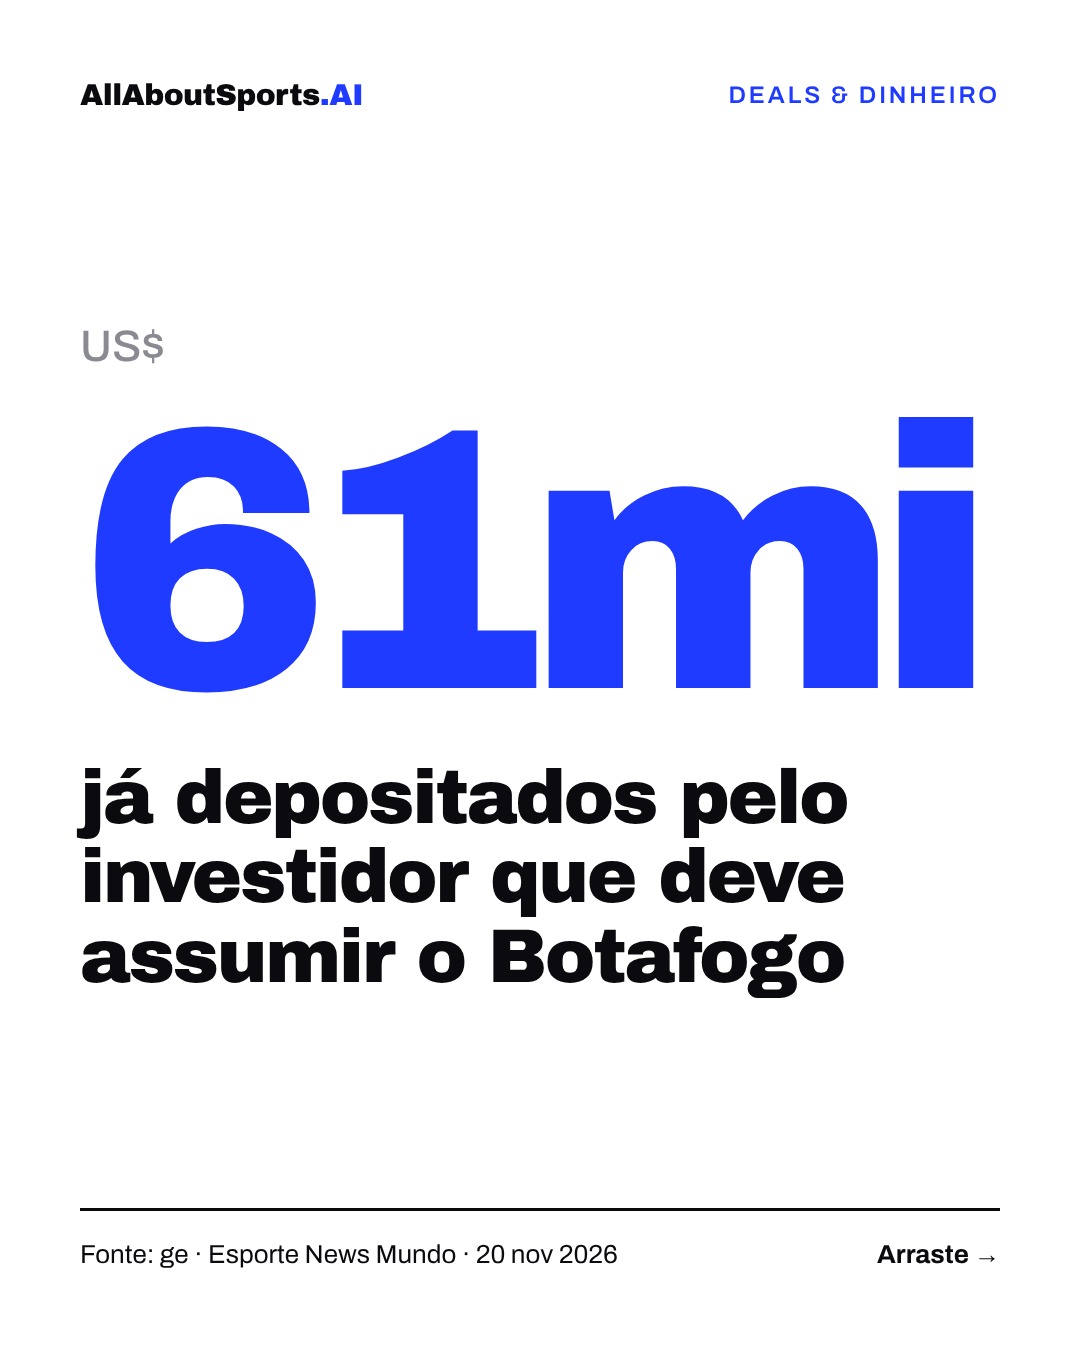 AllAboutSports.AI
DEALS & DINHEIRO
US$
61mi
já depositados pelo
investidor que deve
assumir o Botafogo
Fonte: ge · Esporte News Mundo · 20 nov 2026
Arraste →